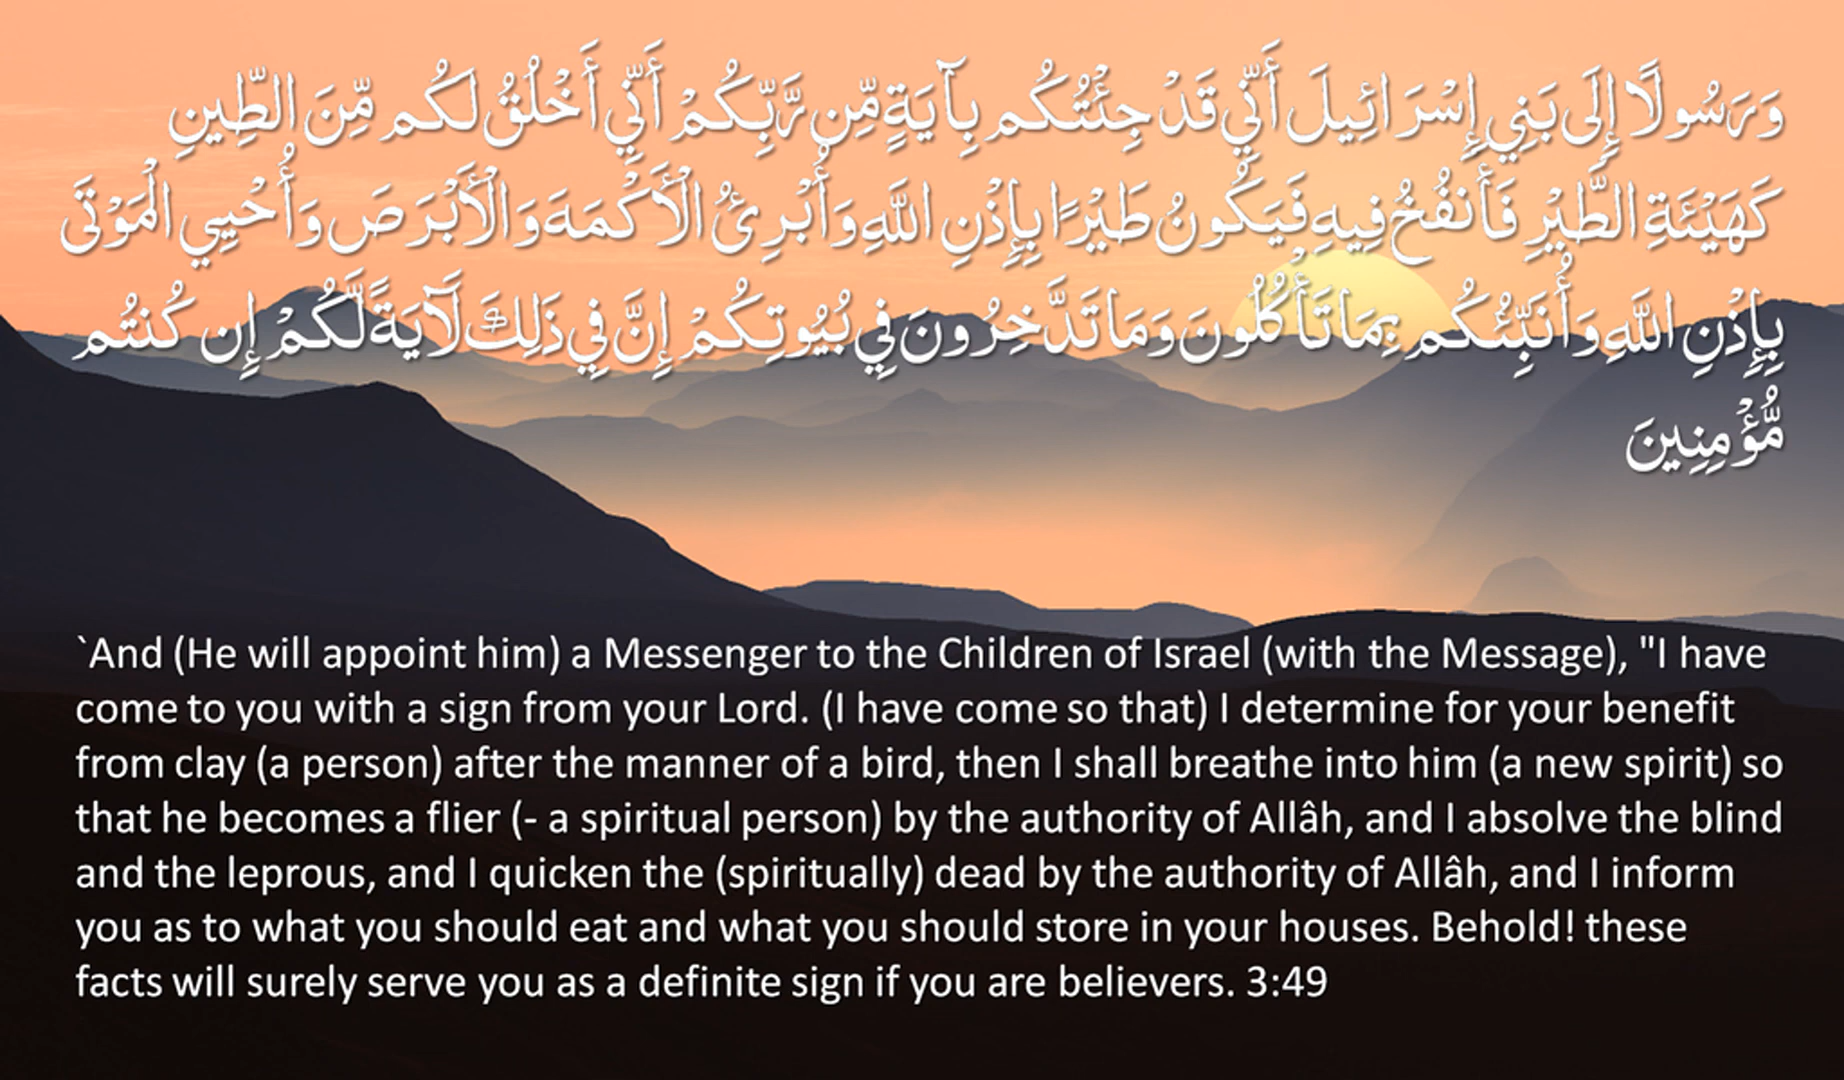 وَرَسُولًا إِلَى بَنِي إِسْرَائِيلَ أَنِّي قَدْ جِئْتُكُم بِآيَةٍ مِّن رَّبِّكُمْ أَنِّي أَخْلُقُ لَكُم مِّنَ الطِّينِ
كَهَيْئَةِ الطَّيْرِ فَأَنفُخُ فِيهِ فَيَكُونُ طَيْرًا بِإِذْنِ اللَّهِ وَأُبْرِئُ الْأَكْمَهَ وَالْأَبْرَصَ وَأُحْيِي الْمَوْتَى
بِإِذْنِ اللَّهِ وَأُنَبِّئُكُم بِمَا تَأْكُلُونَ وَمَا تَدَّخِرُونَ فِي بُيُوتِكُمْ إِنَّ فِي ذَلِكَ لَآيَةً لَّكُمْ إِن كُنتُم
مُّؤْمِنِينَ
`And (He will appoint him) a Messenger to the Children of Israel (with the Message), "I have
come to you with a sign from your Lord. (I have come so that) I determine for your benefit
from clay (a person) after the manner of a bird, then I shall breathe into him (a new spirit) so
that he becomes a flier (- a spiritual person) by the authority of Allâh, and I absolve the blind
and the leprous, and I quicken the (spiritually) dead by the authority of Allâh, and I inform
you as to what you should eat and what you should store in your houses. Behold! these
facts will surely serve you as a definite sign if you are believers. 3:49